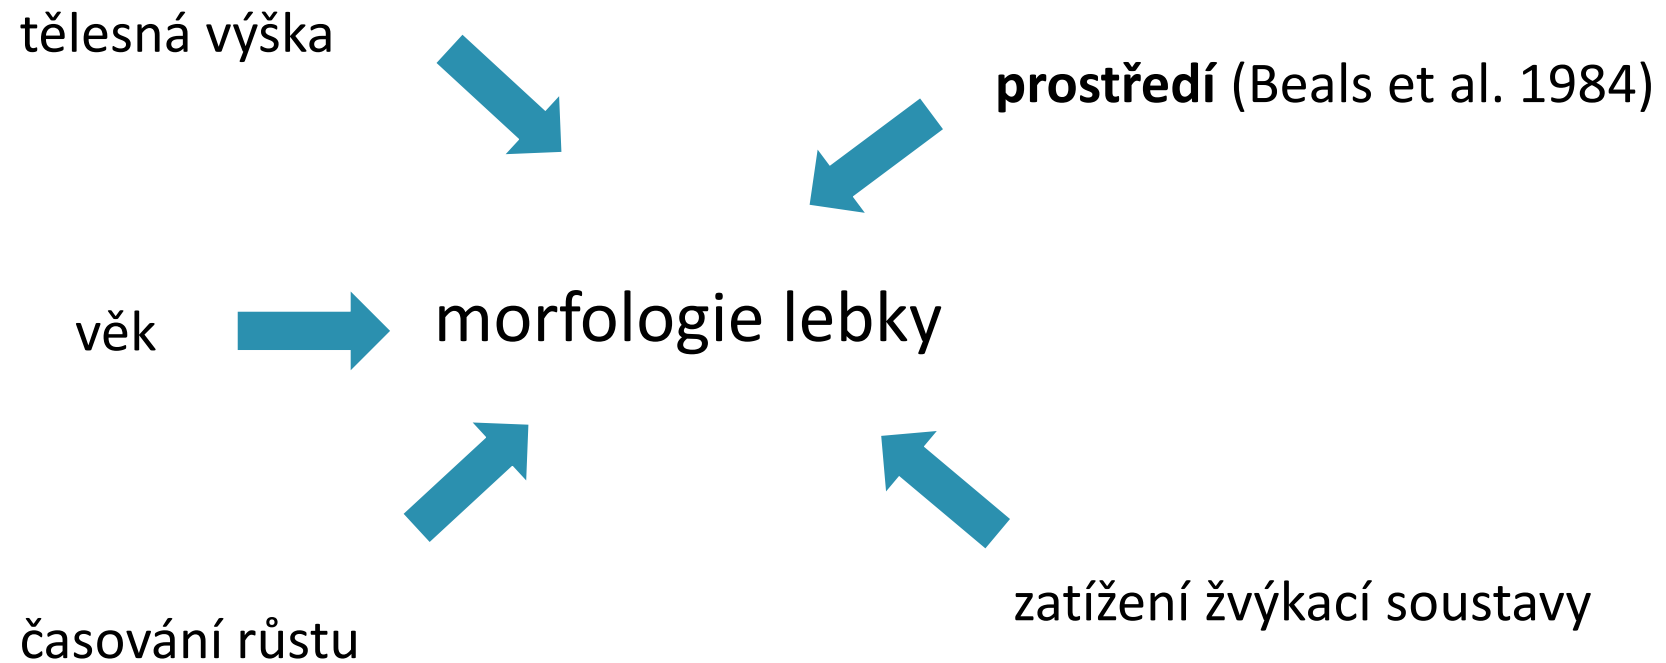 tělesná výška
prostředí (Beals et al. 1984)
věk
morfologie lebky
zatížení žvýkací soustavy
časování růstu